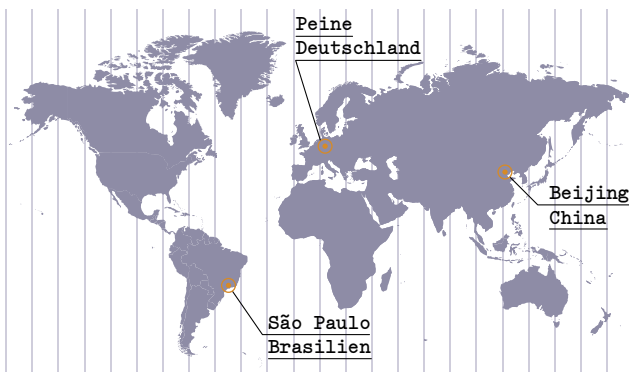 Peine
Deutschland
Beijing
China
São Paulo
Brasilien